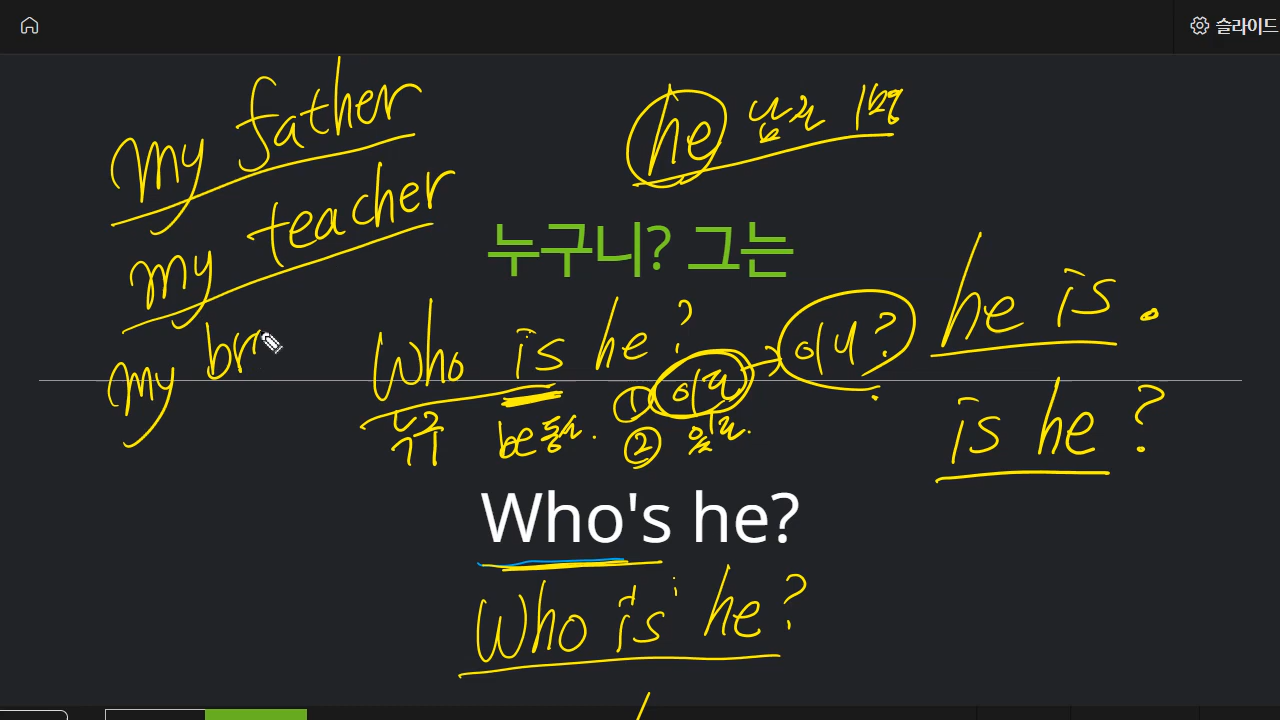 슬라이드
my father
he 남자 1명
my teacher
누구니? 그는
my br
Who is he?
이니?
he is.
① 이다
누구
be동사.
② 있다.
is he?
Who's he?
Who is he?